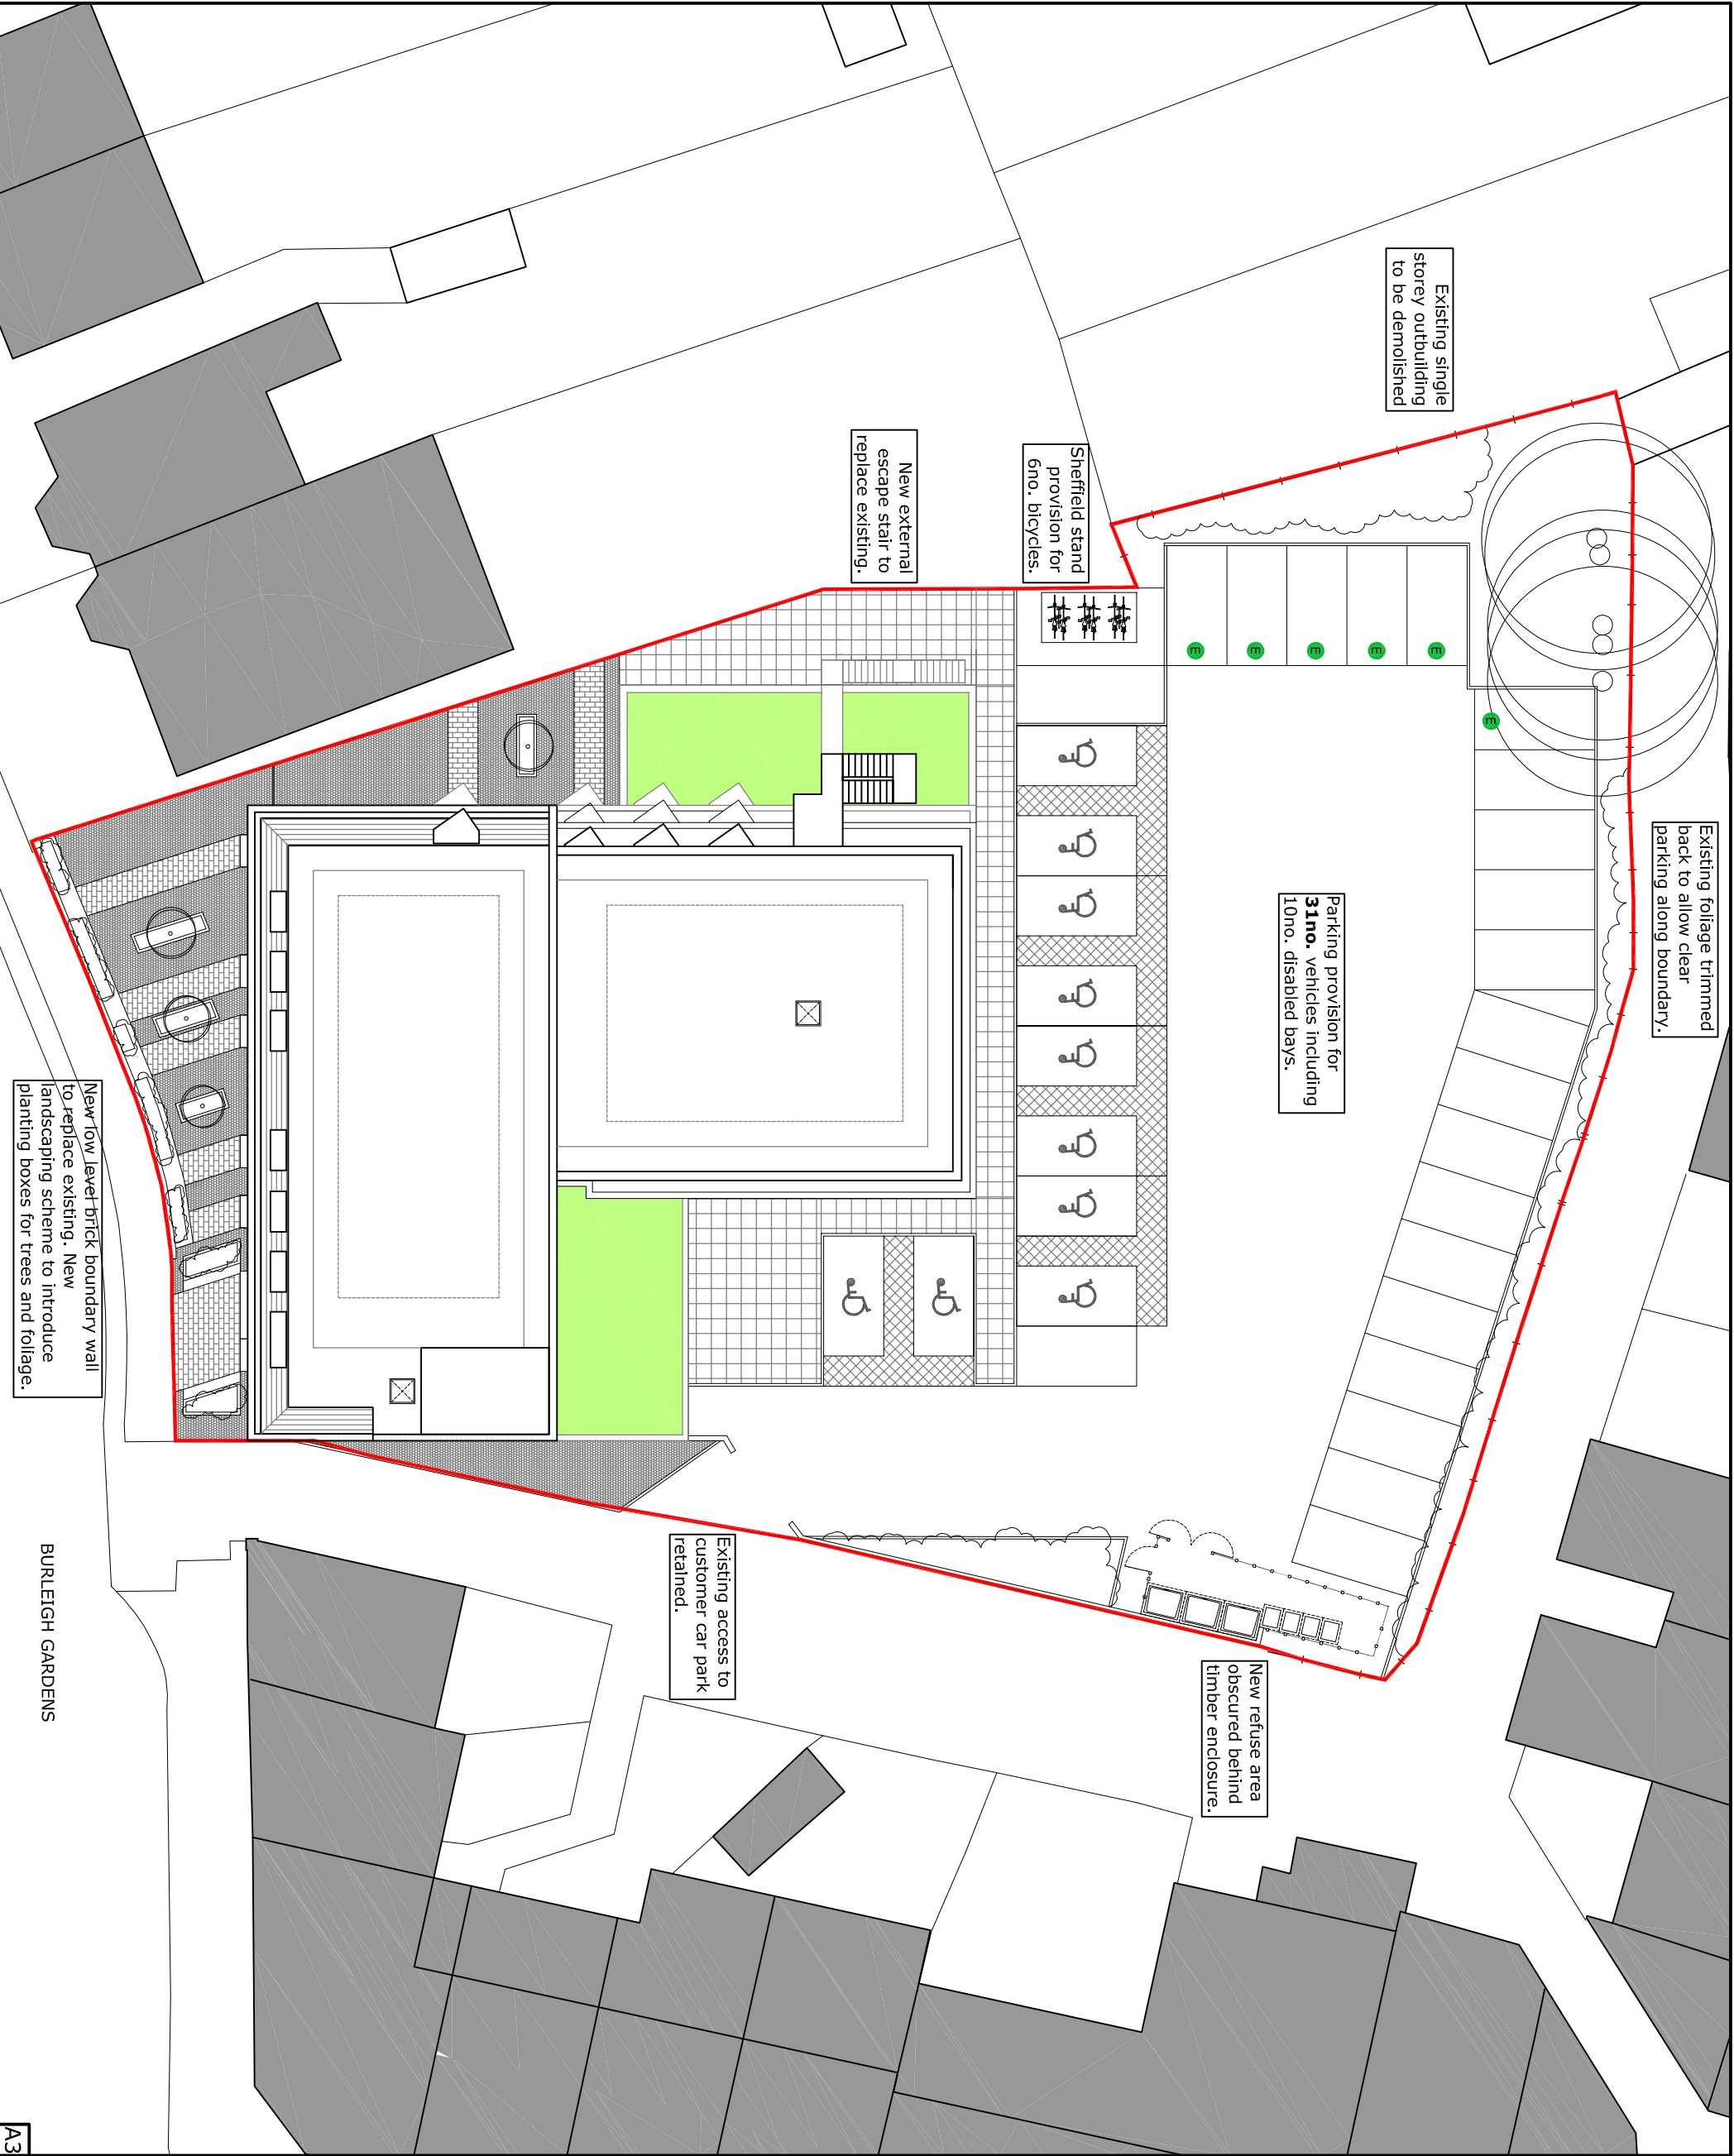 Existing single
storey outbuilding
to be demolished
Existing foliage trimmed
back to allow clear
parking along boundary.
Sheffield stand
provision for
6no. bicycles.
New external
escape stair to
replace existing.
Parking provision for
31no. vehicles including
10no. disabled bays.
E
E
E
E
E
E
New refuse area
obscured behind
timber enclosure.
Existing access to
customer car park
retained.
New low level brick boundary wall
to replace existing. New
landscaping scheme to introduce
planting boxes for trees and foliage.
BURLEIGH GARDENS
A3